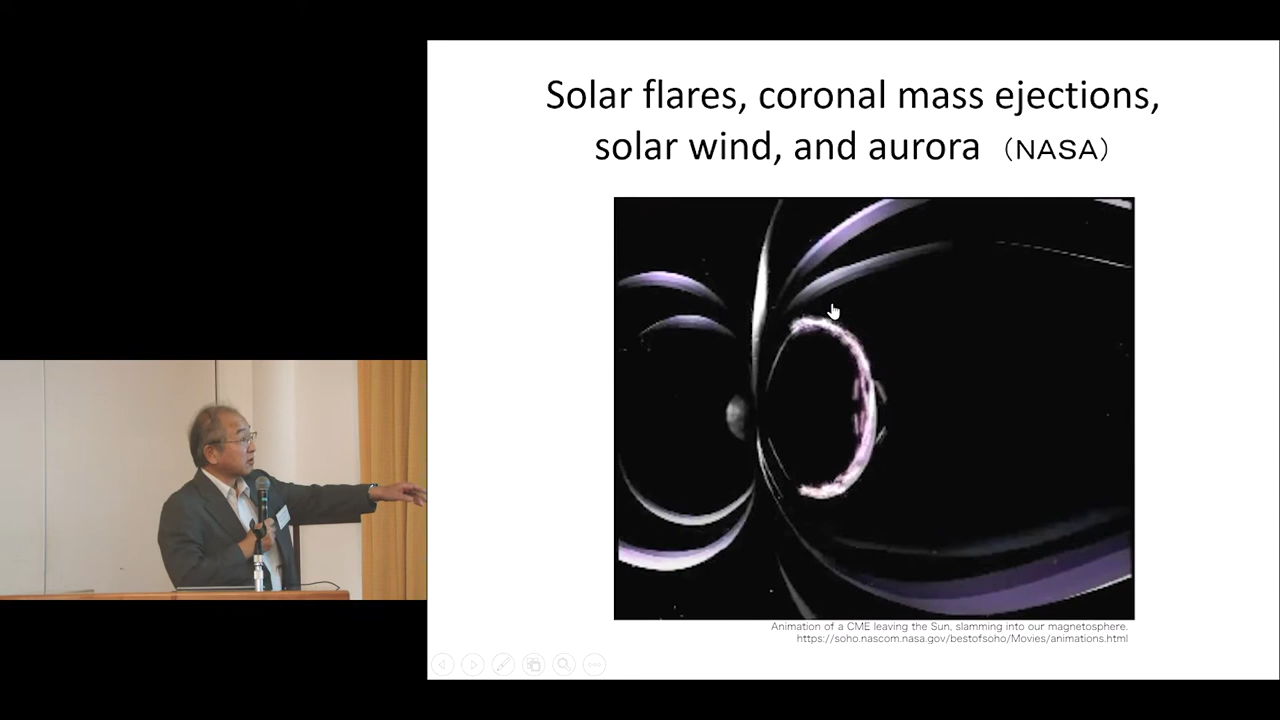 Solar flares, coronal mass ejections,
solar wind, and aurora （NASA）
Animation of a CME leaving the Sun, slamming into our magnetosphere.
https://soho.nascom.nasa.gov/bestofsoho/Movies/animations.html